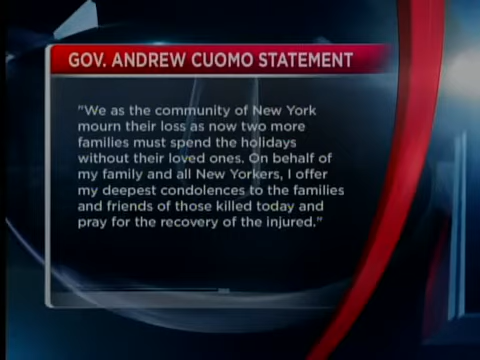 GOV. ANDREW CUOMO STATEMENT
"We as the community of New York
mourn their loss as now two more
families must spend the holidays
without their loved ones. On behalf of
my family and all New Yorkers, I offer
my deepest condolences to the families
and friends of those killed today and
pray for the recovery of the injured."